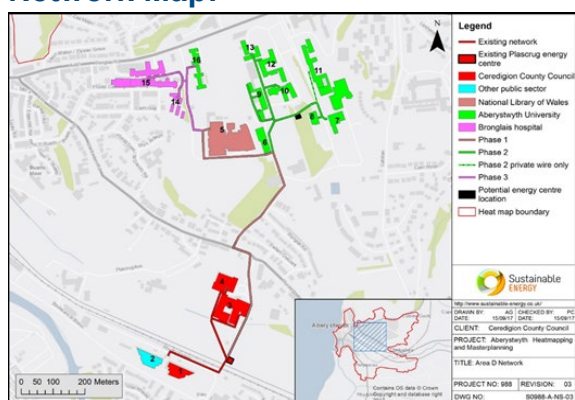 Network Map:
N
13
12
16
11
15
10
9
14
8
7
5
6
4
3
2
0 50 100 200 Meters
Contains OS data © Crown
Copyright and database right
Legend
Existing network
Existing Plascrug energy
centre
Ceredigion County Council
Other public sector
National Library of Wales
Aberystwyth University
Bronglais hospital
Phase 1
Phase 2
Phase 2 private wire only
Phase 3
Potential energy centre
location
Heat map boundary
Sustainable
ENERGY
http://www.sustainable-energy.co.uk/
DRAWN BY: AG CHECKED BY: PC
DATE: 15/09/17 DATE: 15/09/17
CLIENT: Ceredigion County Council
PROJECT: Aberystwyth Heatmapping
and Masterplanning
TITLE: Area D Network
PROJECT NO: 988 REVISION: 03
DWG NO: S0988-A-NS-03